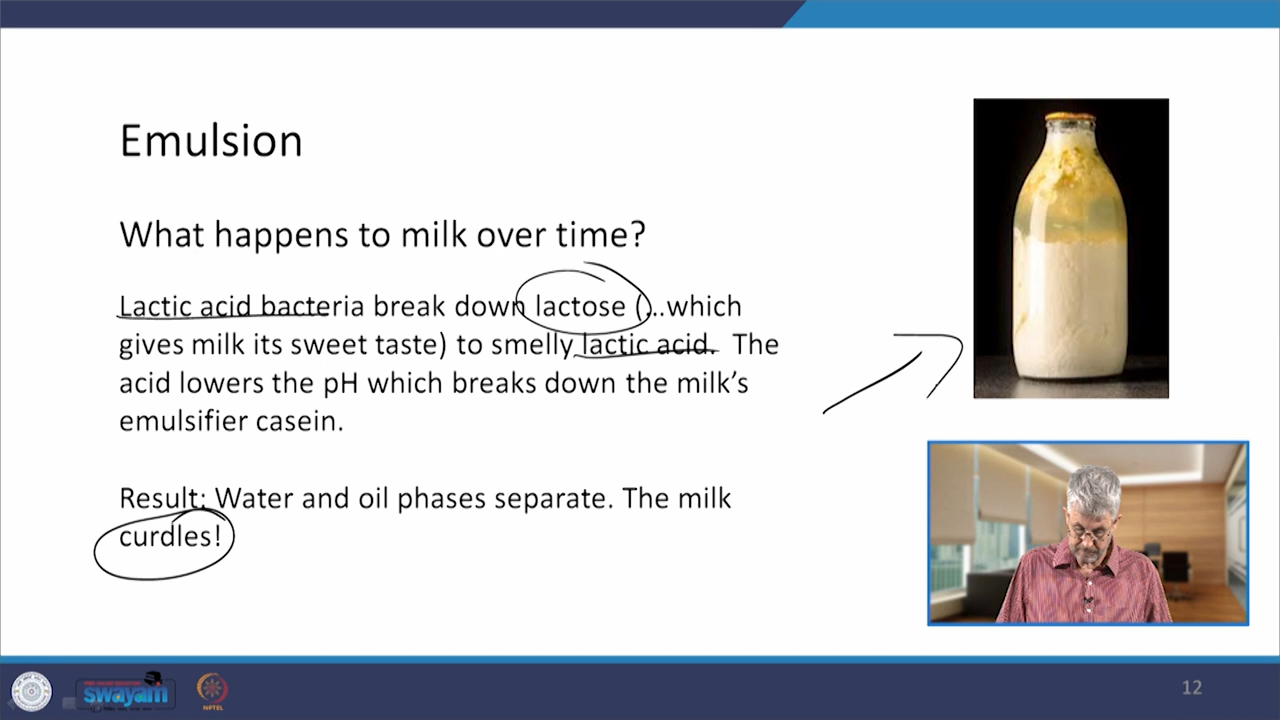 Emulsion
What happens to milk over time?
Lactic acid bacteria break down lactose (...which
gives milk its sweet taste) to smelly lactic acid. The
acid lowers the pH which breaks down the milk's
emulsifier casein.
Result: Water and oil phases separate. The milk
curdles!
swayam
NPTEL
12